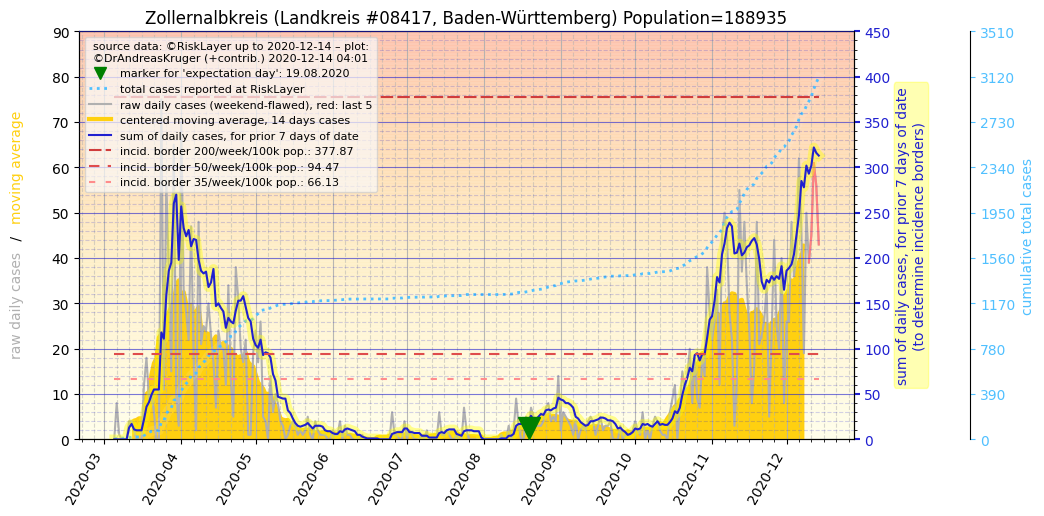 Zollernalbkreis (Landkreis #08417, Baden-Württemberg) Population=188935
source data: ©RiskLayer up to 2020-12-14 – plot:
©DrAndreasKruger (+contrib.) 2020-12-14 04:01
marker for 'expectation day': 19.08.2020
total cases reported at RiskLayer
raw daily cases (weekend-flawed), red: last 5
centered moving average, 14 days cases
sum of daily cases, for prior 7 days of date
incid. border 200/week/100k pop.: 377.87
incid. border 50/week/100k pop.: 94.47
incid. border 35/week/100k pop.: 66.13
raw daily cases / moving average
90
80
70
60
50
40
30
20
10
0
2020-03
2020-04
2020-05
2020-06
2020-07
2020-08
2020-09
2020-10
2020-11
2020-12
450
400
350
300
250
200
150
100
50
0
sum of daily cases, for prior 7 days of date
(to determine incidence borders)
3510
3120
2730
2340
1950
1560
1170
780
390
0
cumulative total cases